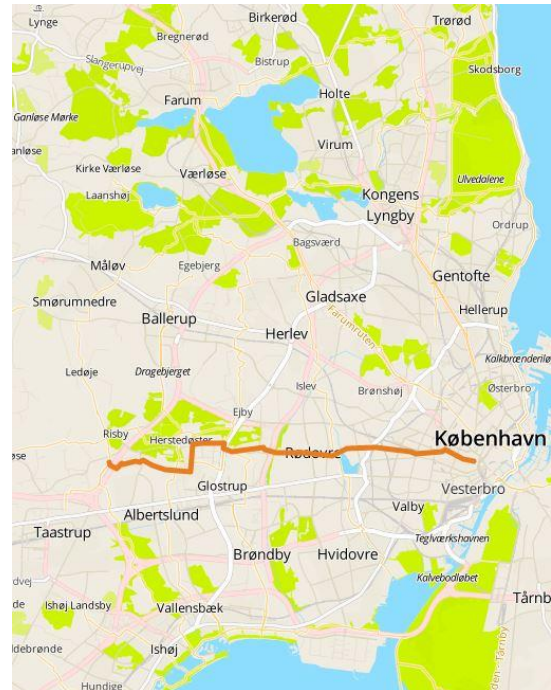 Lynge
Birkerød
Trørød
Bregnerød
Slangerupvej
Bistrup
Skodsborg
Farum
Holte
Ganløse Mørke
Virum
Kirke Værløse
Værløse
Ulvedalene
Laanshøj
Kongens
Lyngby
Ordrup
Bagsværd
Måløv
Egebjerg
Gentofte
Smørumnedre
Gladsaxe
Hellerup
Ballerup
Farumruten
Herlev
Ledøje
Dragebjerget
Islev
Brønshøj
Østerbro
Ejby
Risby
Herstedøster
Rødovre
København
Glostrup
Vesterbro
Albertslund
Valby
Taastrup
Teglværkshavnen
Brøndby
Hvidovre
Kalvebodløbet
Ishøj Landsby
Vallensbæk
Tårnby
Ishøj
Hundige